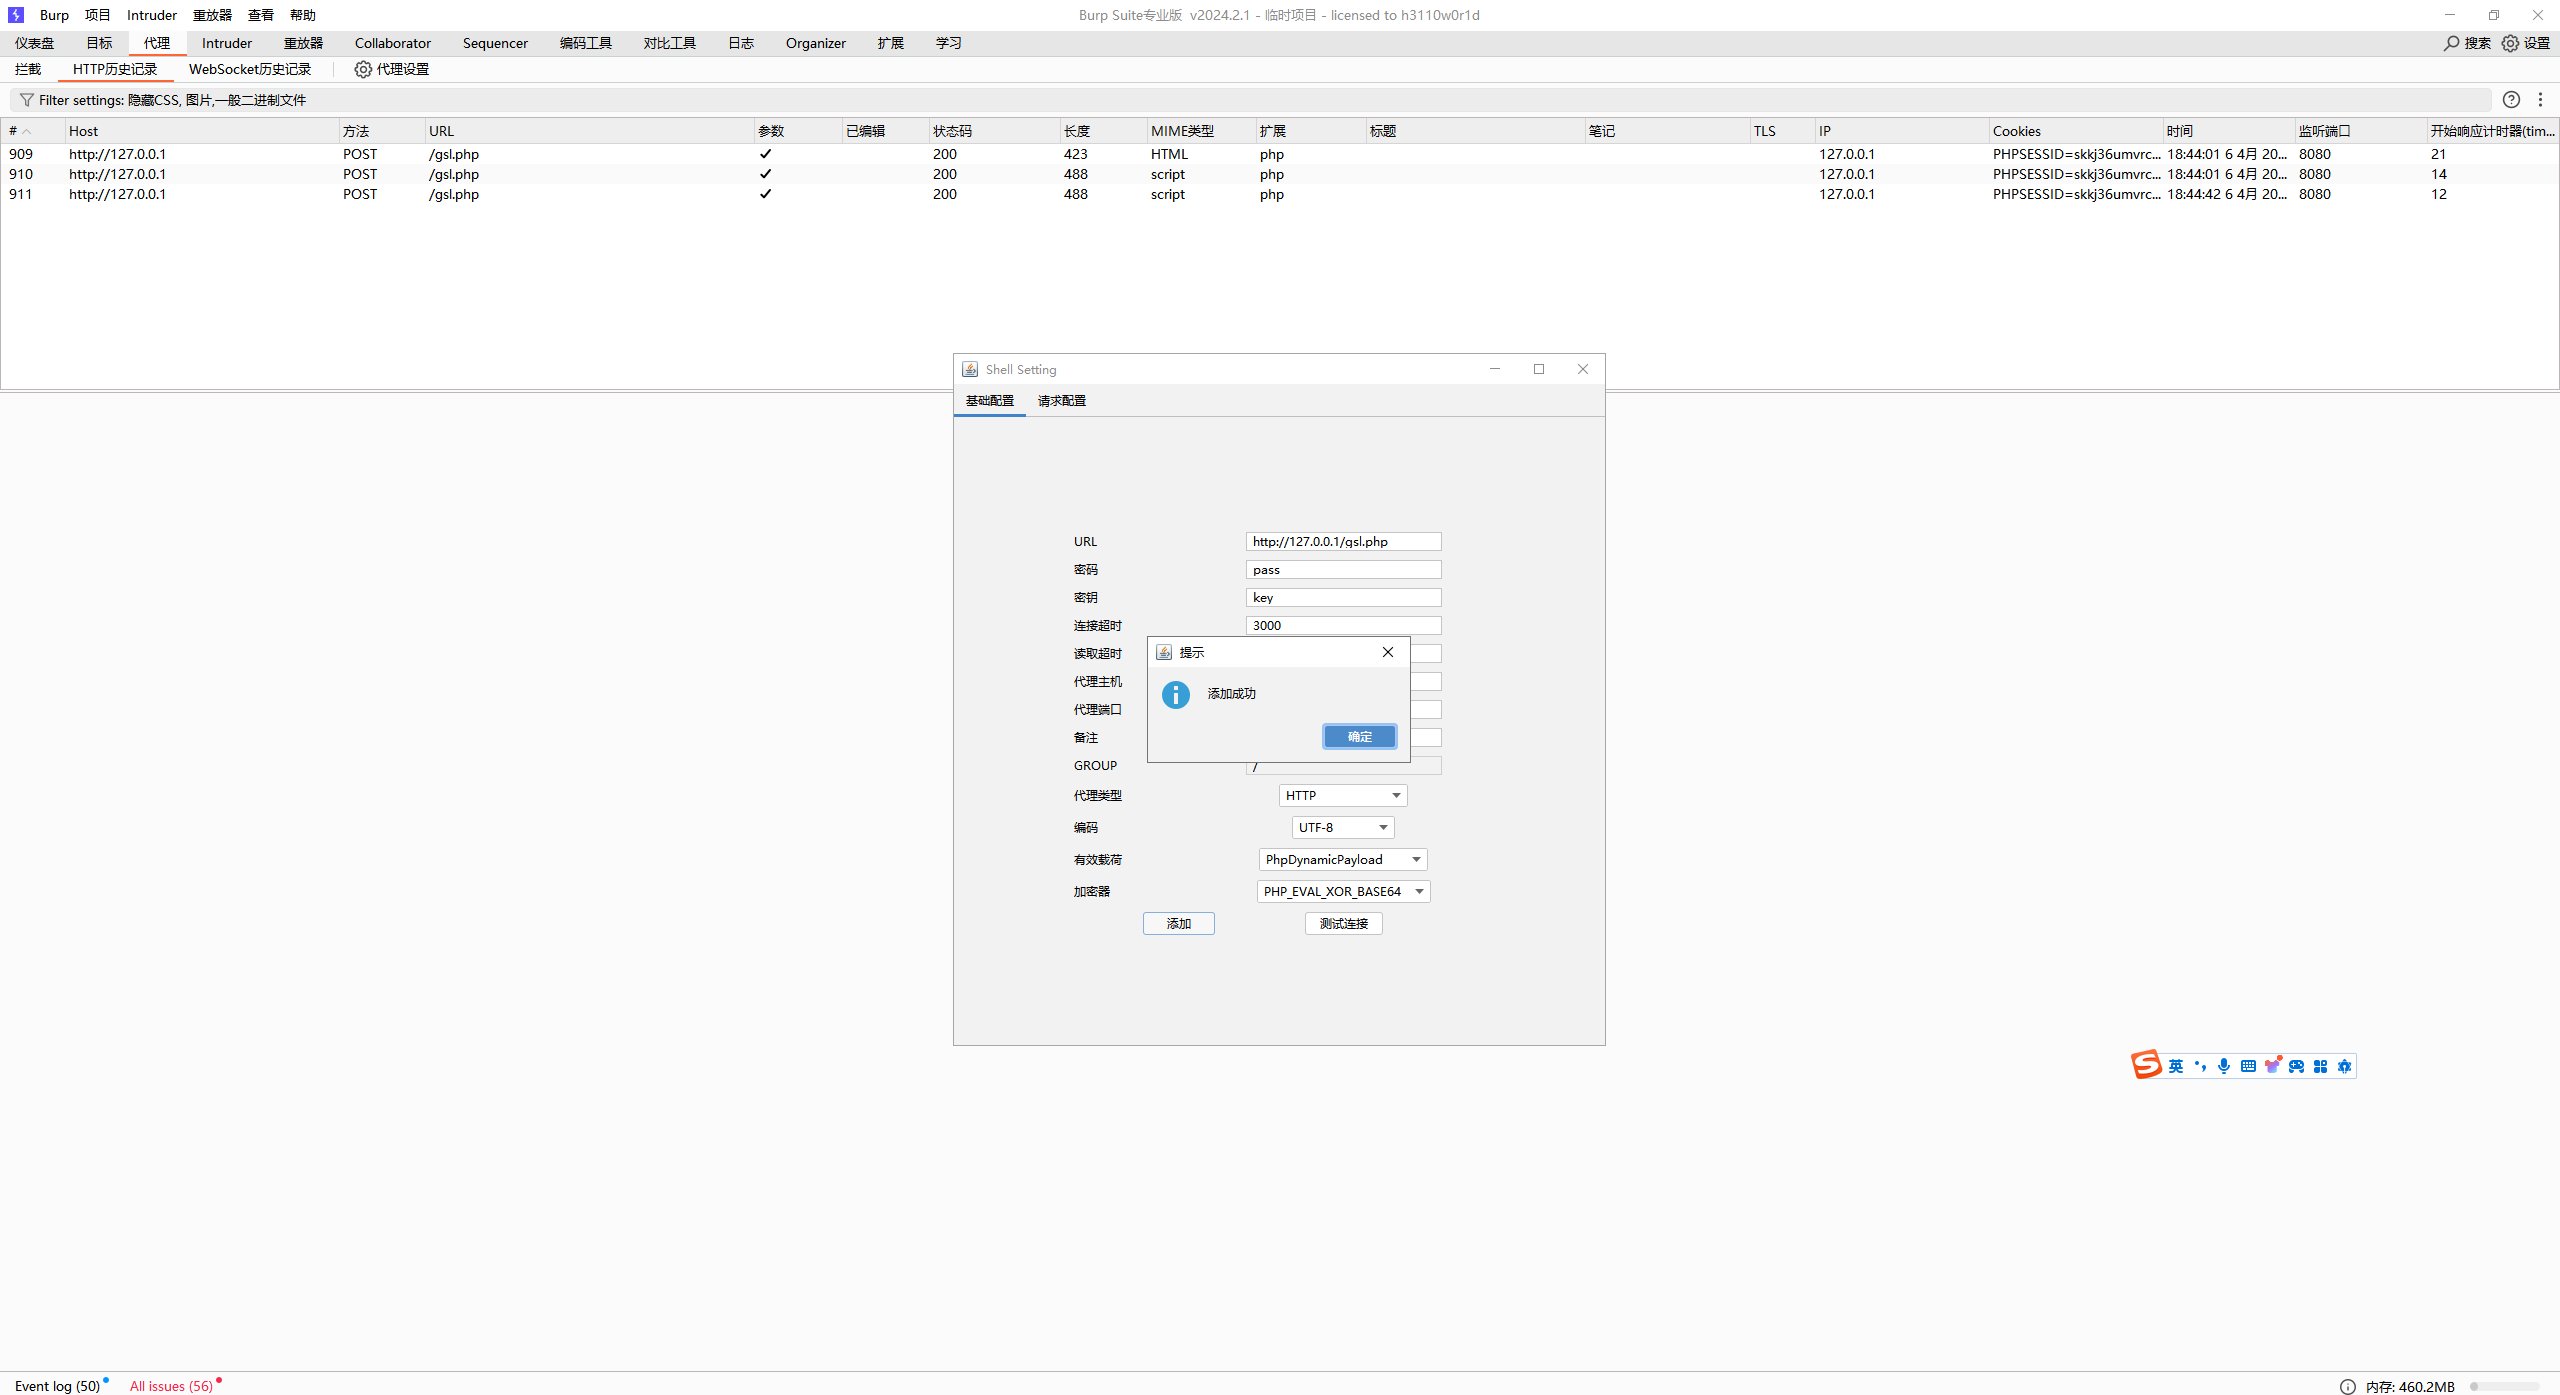 Burp 项目 Intruder 重放器 查看 帮助 Burp Suite专业版 v2024.2.1 - 临时项目 - licensed to h3110w0r1d
仪表盘 目标 代理 Intruder 重放器 Collaborator Sequencer 编码工具 对比工具 日志 Organizer 扩展 学习 搜索 设置
拦截 HTTP历史记录 WebSocket历史记录 代理设置
Filter settings: 隐藏CSS, 图片,一般二进制文件
# Host 方法 URL 参数 已编辑 状态码 长度 MIME类型 扩展 标题 笔记 TLS IP Cookies 时间 监听端口 开始响应计时器(tim...
909 http://127.0.0.1 POST /gsl.php ✓ 200 423 HTML php 127.0.0.1 PHPSESSID=skkj36umvrc... 18:44:01 6 4月 20... 8080 21
910 http://127.0.0.1 POST /gsl.php ✓ 200 488 script php 127.0.0.1 PHPSESSID=skkj36umvrc... 18:44:01 6 4月 20... 8080 14
911 http://127.0.0.1 POST /gsl.php ✓ 200 488 script php 127.0.0.1 PHPSESSID=skkj36umvrc... 18:44:42 6 4月 20... 8080 12
Shell Setting
基础配置 请求配置
URL http://127.0.0.1/gsl.php
密码 pass
密钥 key
连接超时 3000
读取超时
提示
代理主机
添加成功
代理端口
备注
确定
GROUP /
代理类型 HTTP
编码 UTF-8
有效载荷 PhpDynamicPayload
加密器 PHP_EVAL_XOR_BASE64
添加 测试连接
S 英
Event log (50) All issues (56) 内存: 460.2MB